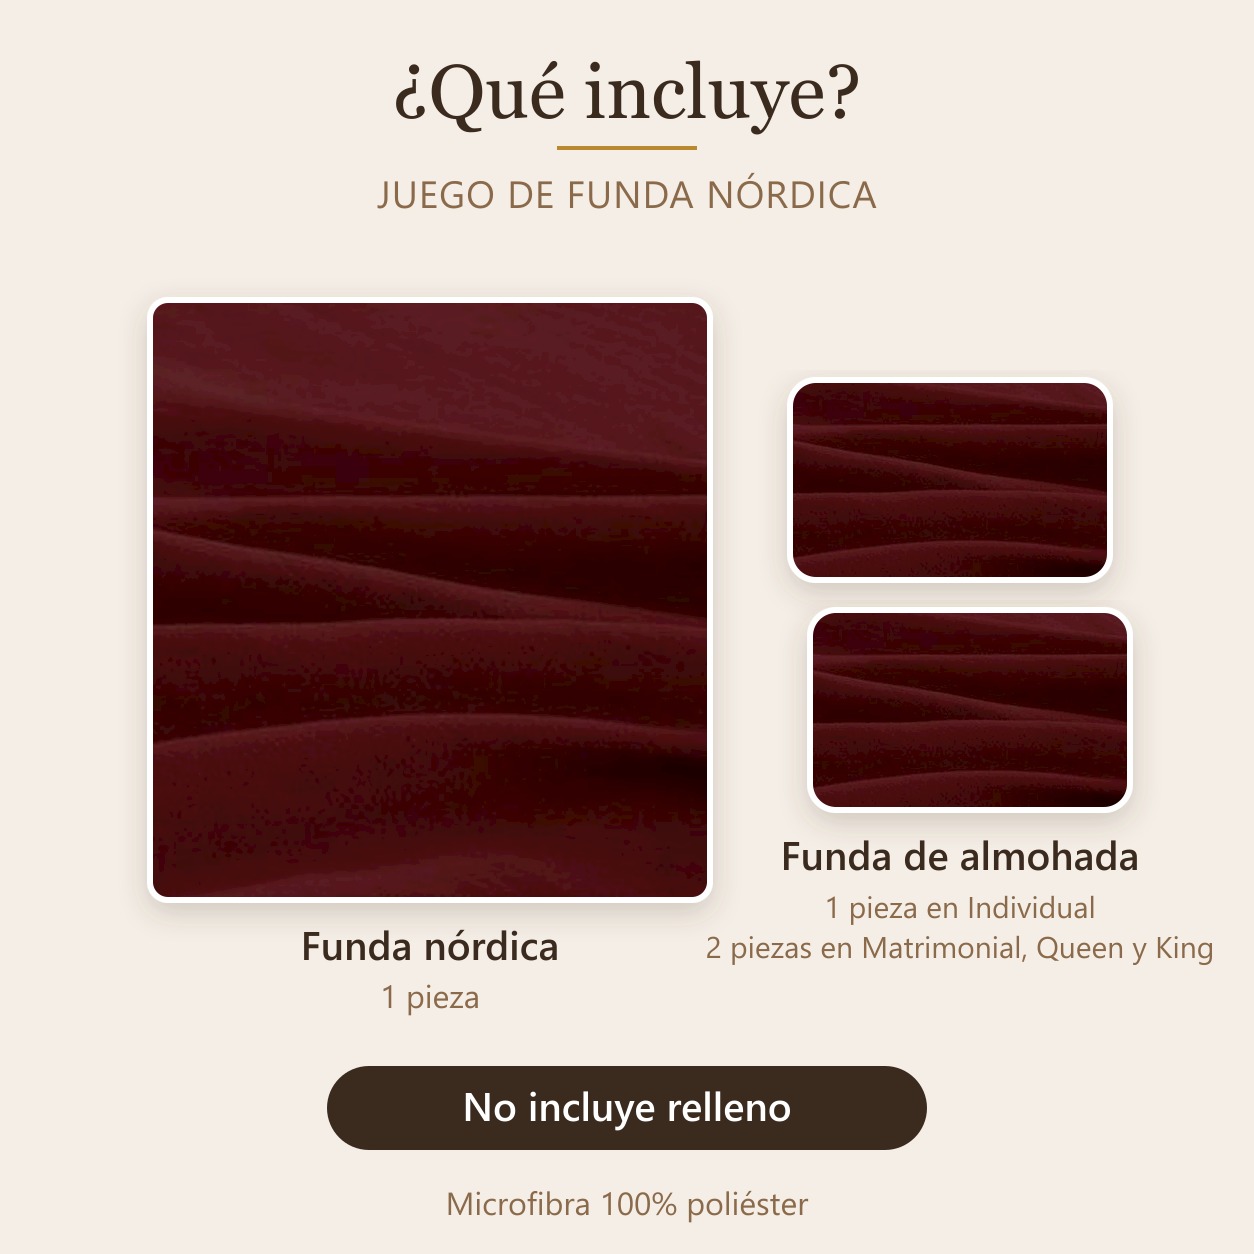 ¿Qué incluye?
JUEGO DE FUNDA NÓRDICA
Funda de almohada
1 pieza en Individual
2 piezas en Matrimonial, Queen y King
Funda nórdica
1 pieza
No incluye relleno
Microfibra 100% poliéster